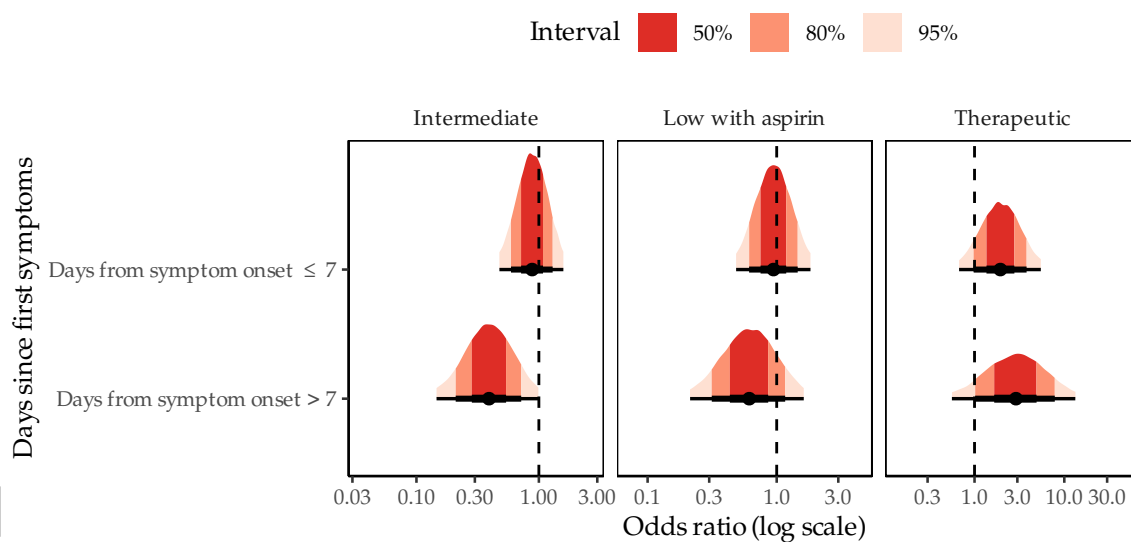 Interval 50% 80% 95%
Intermediate
Low with aspirin
Therapeutic
Days since first symptoms
Days from symptom onset ≤ 7
Days from symptom onset > 7
0.03 0.10 0.30 1.00 3.00
0.1 0.3 1.0 3.0
0.3 1.0 3.0 10.0 30.0
Odds ratio (log scale)